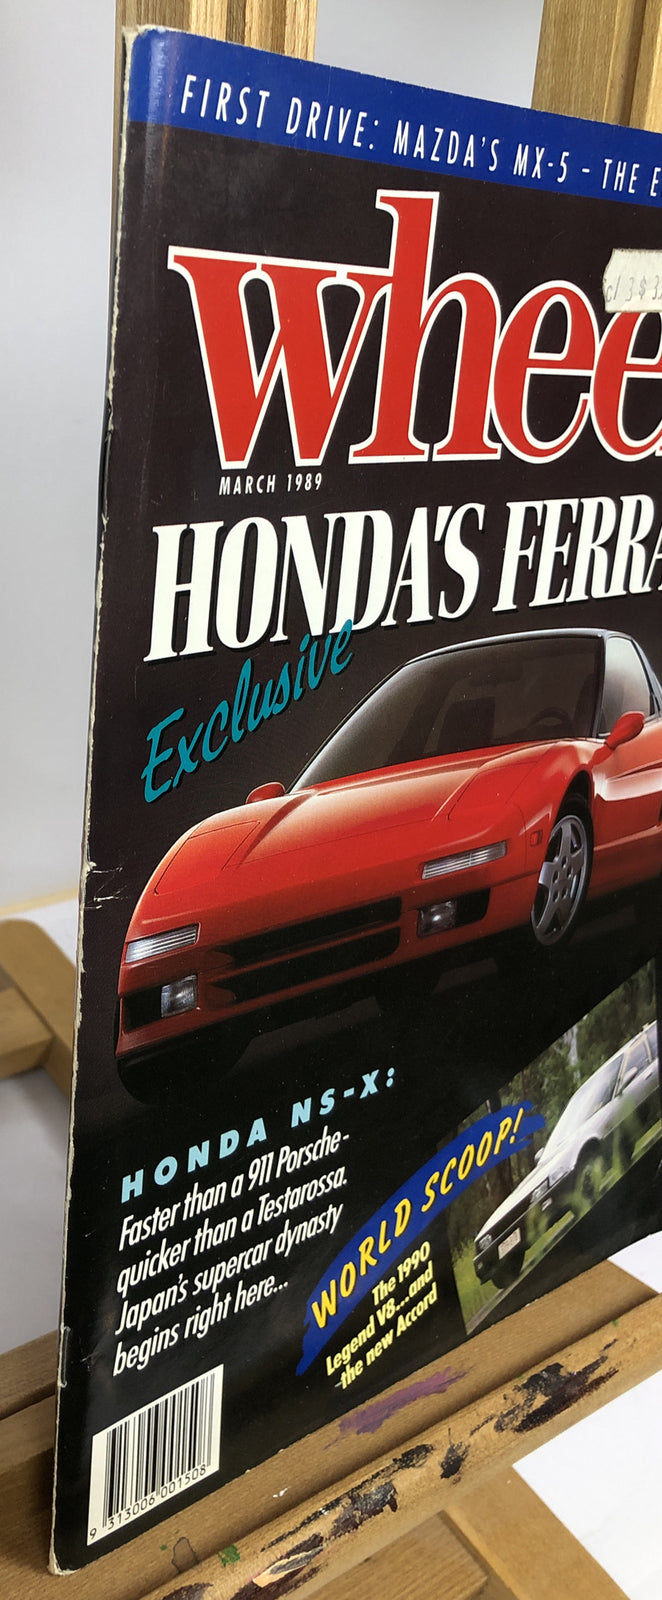 FIRST DRIVE: MAZDA'S MX-5 – THE
whee
MARCH 1989
HONDA'S FERRA
Exclusive
HONDA NS-X:
Faster than a 911 Porsche-
quicker than a Testarossa.
Japan's supercar dynasty
begins right here...
WORLD SCOOP!
The 1990
Legend V8....and
the new Accord
9 313006 001508